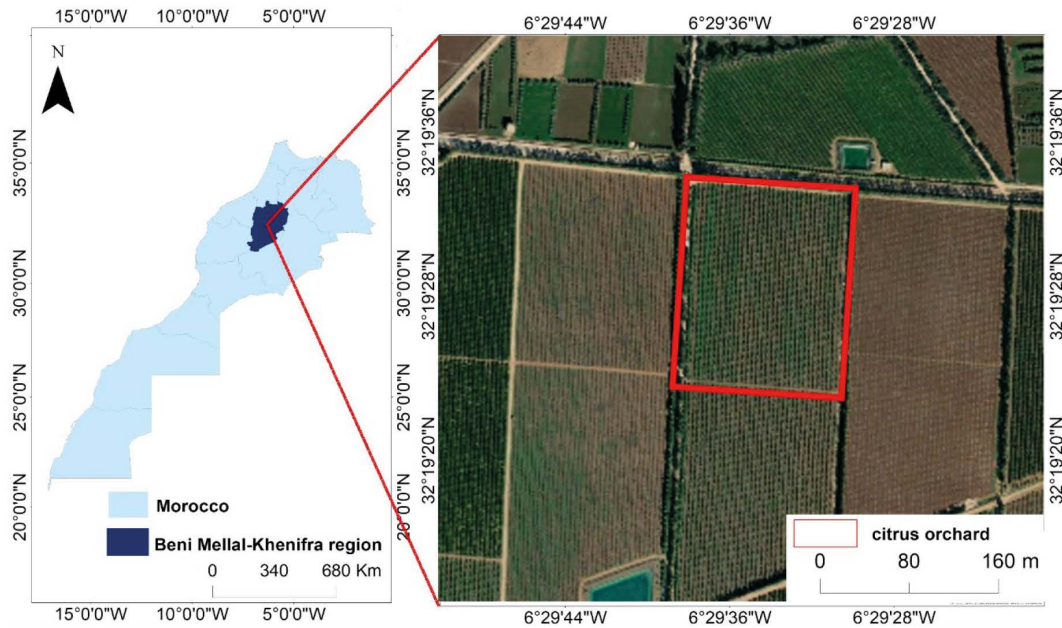 15°0'0"W 10°0'0"W 5°0'0"W
N
35°0'0"N
30°0'0"N
25°0'0"N
20°0'0"N
35°0'0"N
30°0'0"N
25°0'0"N
20°0'0"N
Morocco
Beni Mellal-Khenifra region
0 340 680 Km
15°0'0"W 10°0'0"W 5°0'0"W
6°29'44"W 6°29'36"W 6°29'28"W
32°19'36"N
32°19'28"N
32°19'20"N
32°19'36"N
32°19'28"N
32°19'20"N
citrus orchard
0 80 160 m
6°29'44"W 6°29'36"W 6°29'28"W